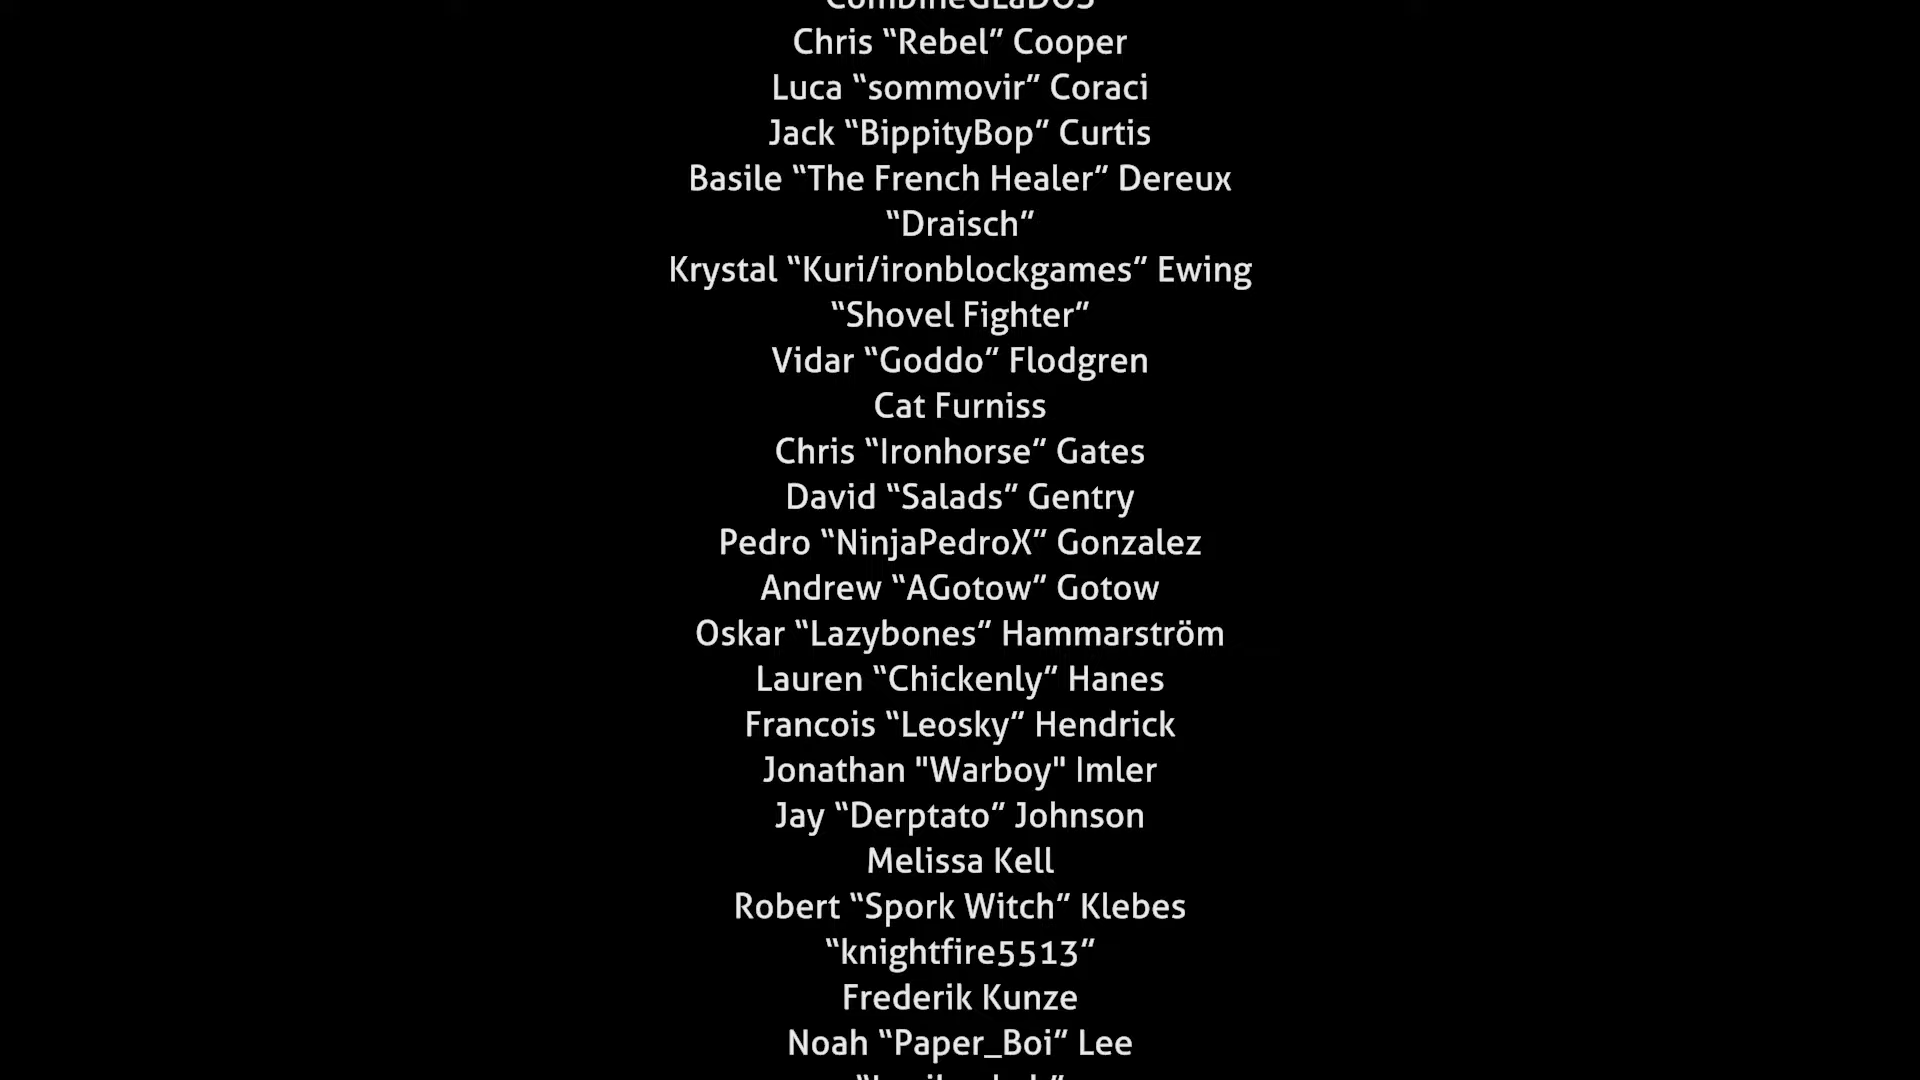 CombineGLaDOS
Chris “Rebel” Cooper
Luca “sommovir” Coraci
Jack “BippityBop” Curtis
Basile “The French Healer” Dereux
“Draisch”
Krystal “Kuri/ironblockgames” Ewing
“Shovel Fighter”
Vidar “Goddo” Flodgren
Cat Furniss
Chris “Ironhorse” Gates
David “Salads” Gentry
Pedro “NinjaPedroX” Gonzalez
Andrew “AGotow” Gotow
Oskar “Lazybones” Hammarström
Lauren “Chickenly” Hanes
Francois “Leosky” Hendrick
Jonathan "Warboy" Imler
Jay “Derptato” Johnson
Melissa Kell
Robert “Spork Witch” Klebes
“knightfire5513”
Frederik Kunze
Noah “Paper_Boi” Lee